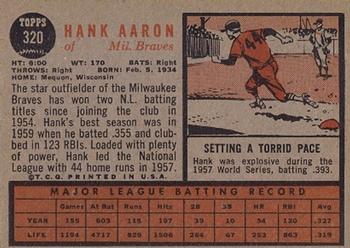 TOPPS
320
HANK AARON
of Mil. Braves
HT: 6:00 WT: 170 BATS: Right
THROWS: Right BORN: Feb. 5, 1934
HOME: Mequon, Wisconsin
The star outfielder of the Milwaukee
Braves has won two N.L. batting
titles since joining the club in
1954. Hank's best season was in
1959 when he batted .355 and club-
bed in 123 RBIs. Loaded with plenty
of power, Hank led the National
League with 44 home runs in 1957.
© T.C.G. PRINTED IN U.S.A.
44
SETTING A TORRID PACE
Hank was explosive during the
1957 World Series, batting .393.
MAJOR LEAGUE BATTING RECORD
Games At Bat Runs Hits 2B 3B HR RBI Avg.
YEAR 155 603 115 197 39 10 34 120 .327
LIFE 1194 4717 829 1506 264 67 253 863 .319